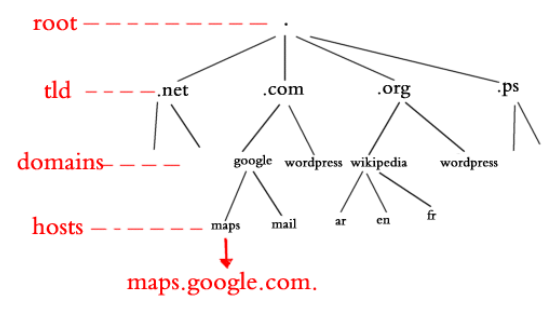 root .
tld .net .com .org .ps
domains google wordpress wikipedia wordpress
hosts maps mail ar en fr
maps.google.com.